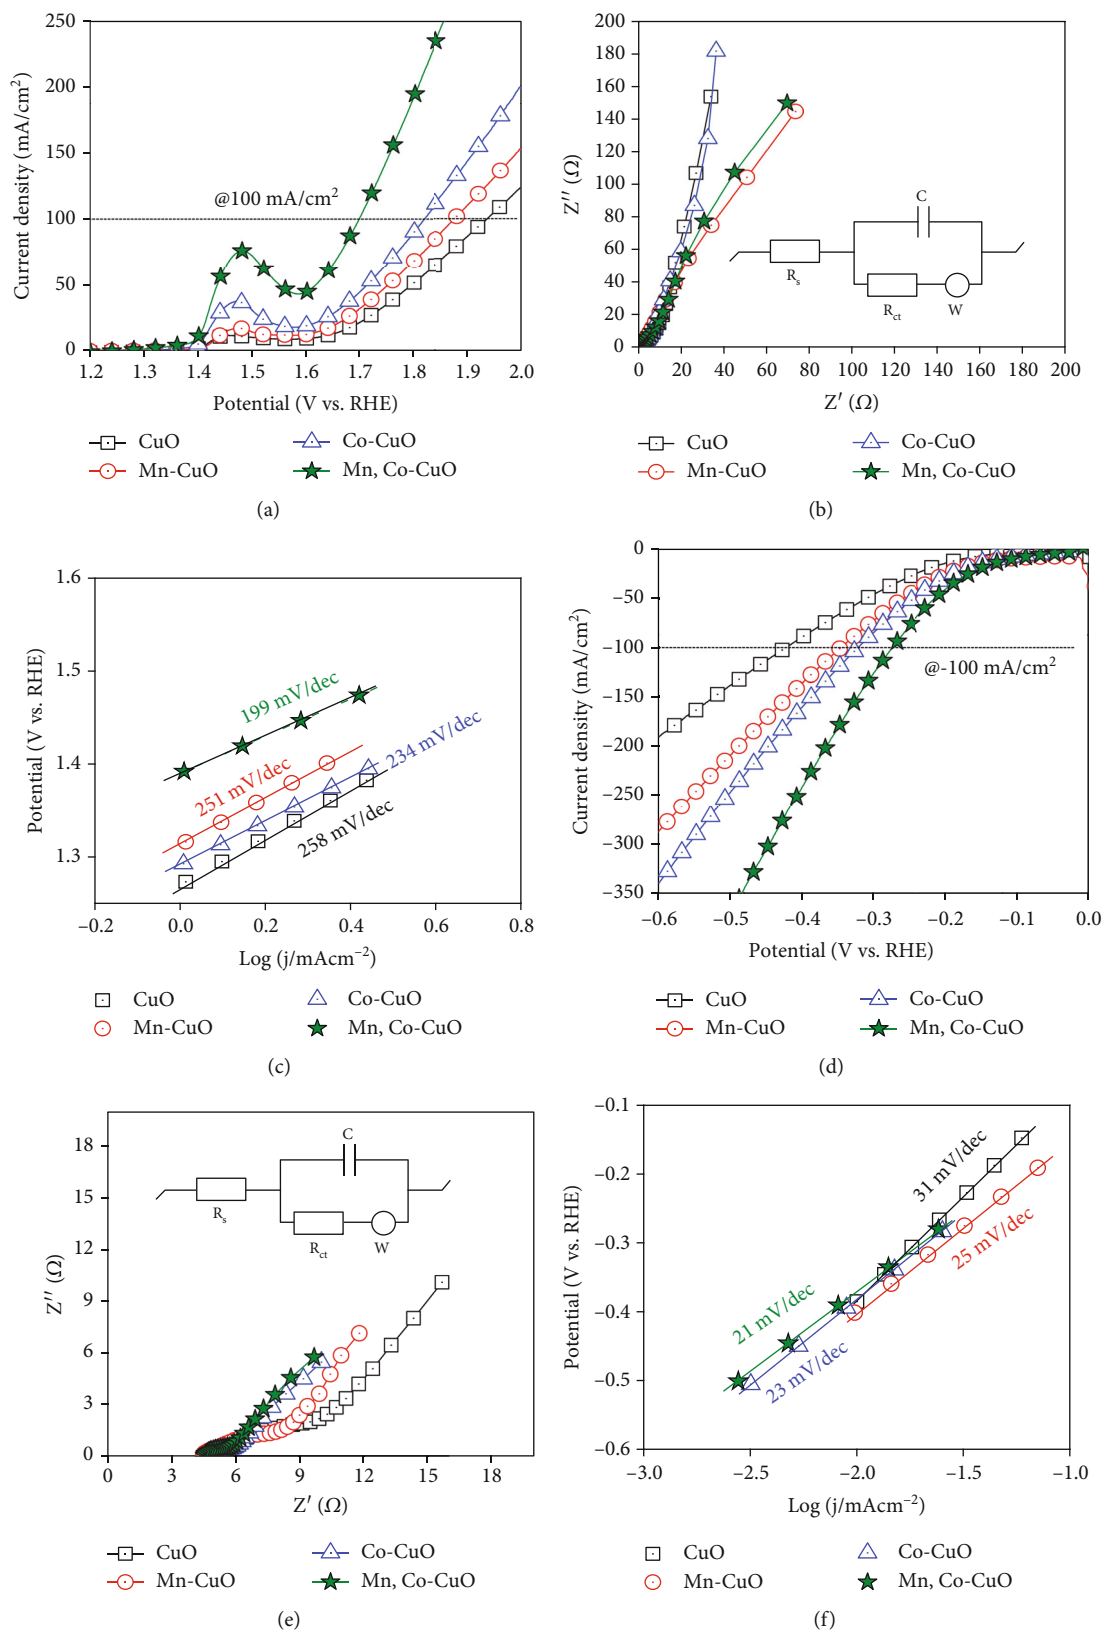 250
200
150
100
50
0
Current density (mA/cm²)
@100 mA/cm²
1.2 1.3 1.4 1.5 1.6 1.7 1.8 1.9 2.0
Potential (V vs. RHE)
CuO
Co-CuO
Mn-CuO
Mn, Co-CuO
(a)
200
180
160
140
120
100
80
60
40
20
0
Z′′ (Ω)
C
Rs
Rct
W
0 20 40 60 80 100 120 140 160 180 200
Z′ (Ω)
CuO
Co-CuO
Mn-CuO
Mn, Co-CuO
(b)
1.6
1.5
1.4
1.3
Potential (V vs. RHE)
199 mV/dec
251 mV/dec
234 mV/dec
258 mV/dec
−0.2 0.0 0.2 0.4 0.6 0.8
Log (j/mAcm⁻²)
CuO
Co-CuO
Mn-CuO
Mn, Co-CuO
(c)
0
−50
−100
−150
−200
−250
−300
−350
Current density (mA/cm²)
@-100 mA/cm²
−0.6 −0.5 −0.4 −0.3 −0.2 −0.1 0.0
Potential (V vs. RHE)
CuO
Co-CuO
Mn-CuO
Mn, Co-CuO
(d)
18
15
12
9
6
3
0
Z′′ (Ω)
C
Rs
Rct
W
0 3 6 9 12 15 18
Z′ (Ω)
CuO
Co-CuO
Mn-CuO
Mn, Co-CuO
(e)
−0.1
−0.2
−0.3
−0.4
−0.5
−0.6
Potential (V vs. RHE)
31 mV/dec
25 mV/dec
21 mV/dec
23 mV/dec
−3.0 −2.5 −2.0 −1.5 −1.0
Log (j/mAcm⁻²)
CuO
Co-CuO
Mn-CuO
Mn, Co-CuO
(f)